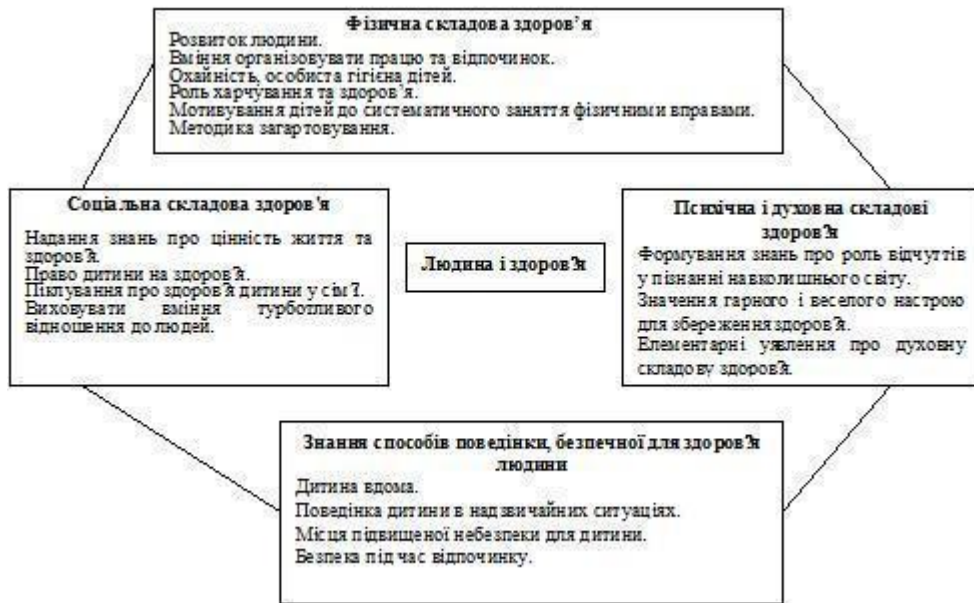 Фізична складова здоров’я
Розвиток людини.
Вміння організовувати працю та відпочинок.
Охайність, особиста гігієна дітей.
Роль харчування та здоров’я.
Мотивування дітей до систематичного заняття фізичними вправами.
Методика загартовування.
Соціальна складова здоров’я
Надання знань про цінність життя та
здоров?я.
Право дитини на здоров?я.
Піклування про здоров?я дитини у сім?ї.
Виховувати вміння турботливого
відношення до людей.
Людина і здоров?я
Психічна і духовна складові
здоров?я
Формування знань про роль відчуттів
у пізнанні навколишнього світу.
Значення гарного і веселого настрою
для збереження здоров?я.
Елементарні уявлення про духовну
складову здоров?я.
Знання способів поведінки, безпечної для здоров?я
людини
Дитина вдома.
Поведінка дитини в надзвичайних ситуаціях.
Місця підвищеної небезпеки для дитини.
Безпека під час відпочинку.